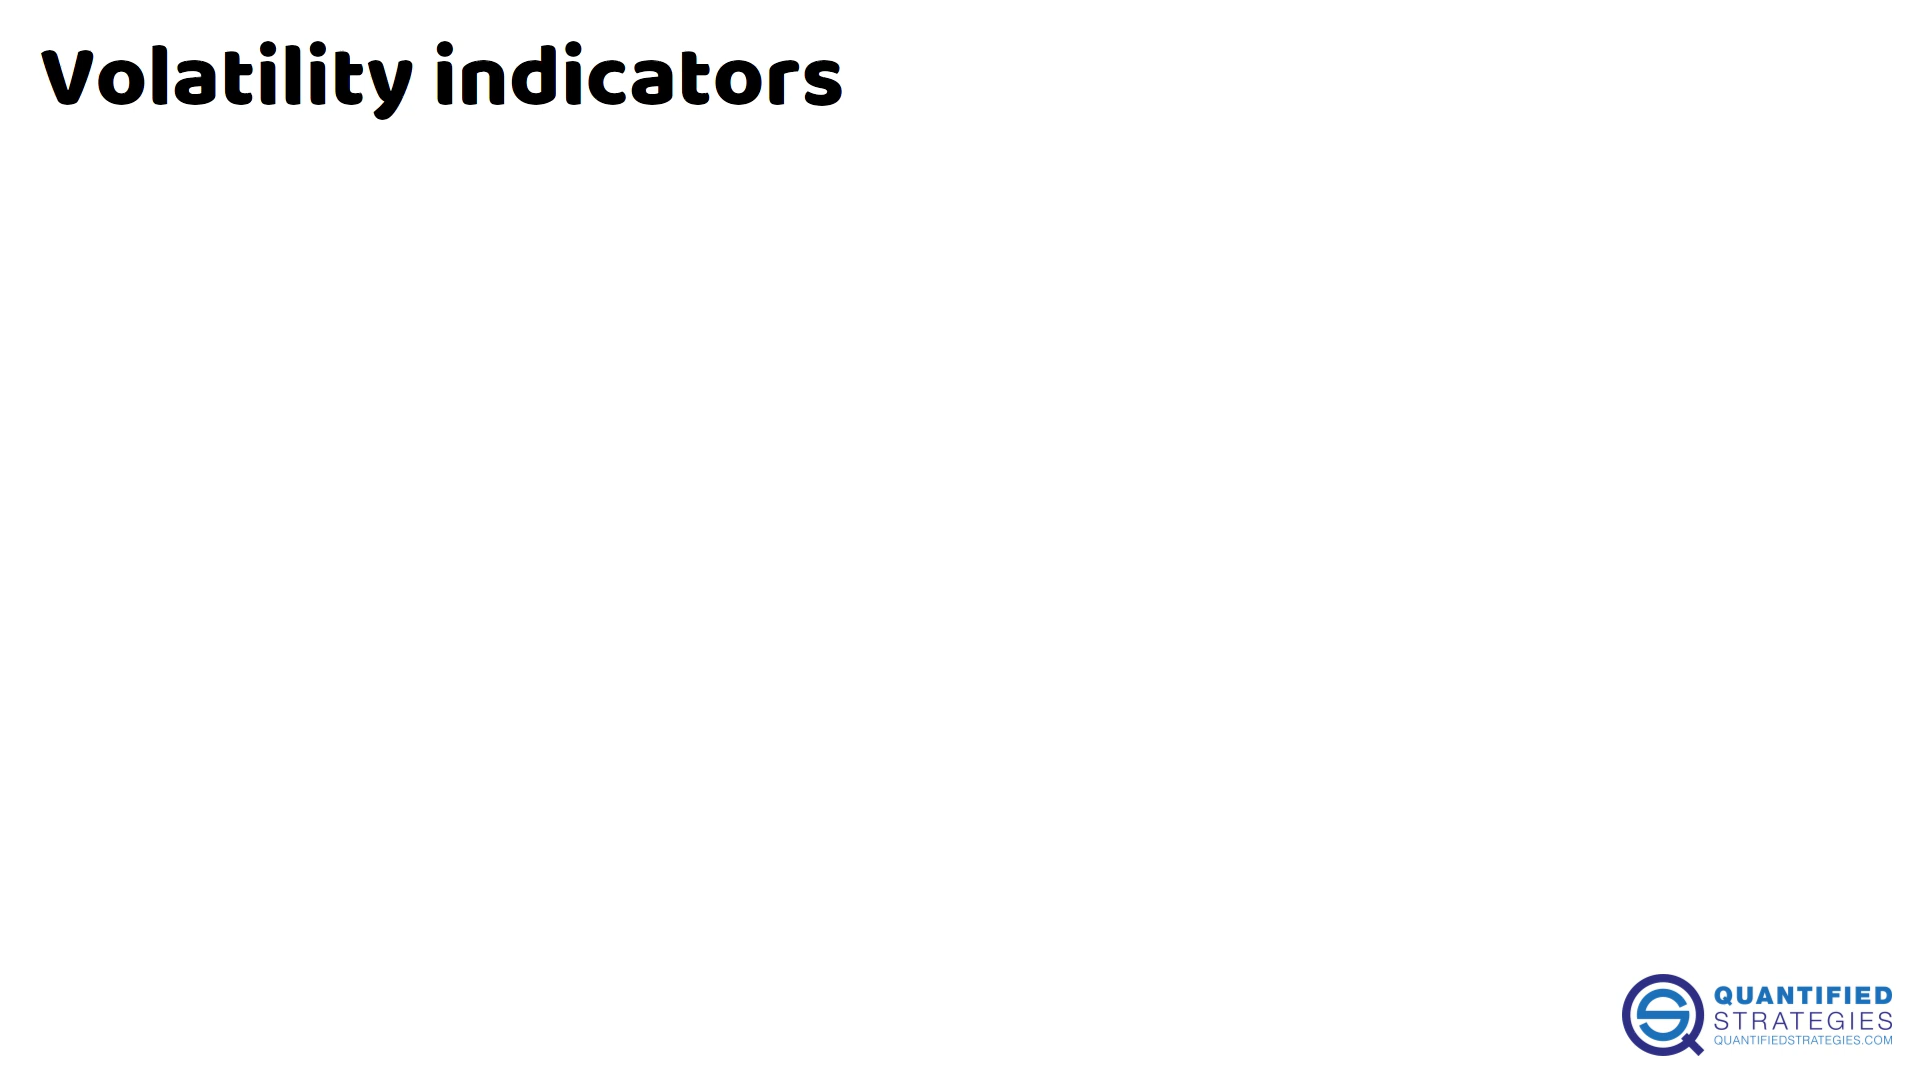 Volatility indicators
QUANTIFIED
STRATEGIES
QUANTIFIEDSTRATEGIES.COM